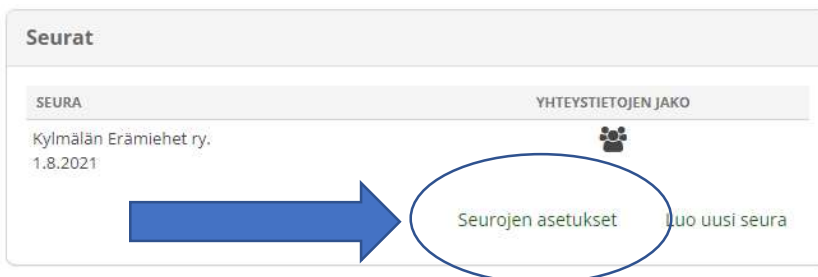 Seurat
SEURA YHTEYSTIETOJEN JAKO
Kylmälän Erämiehet ry.
1.8.2021
Seurojen asetukset Luo uusi seura